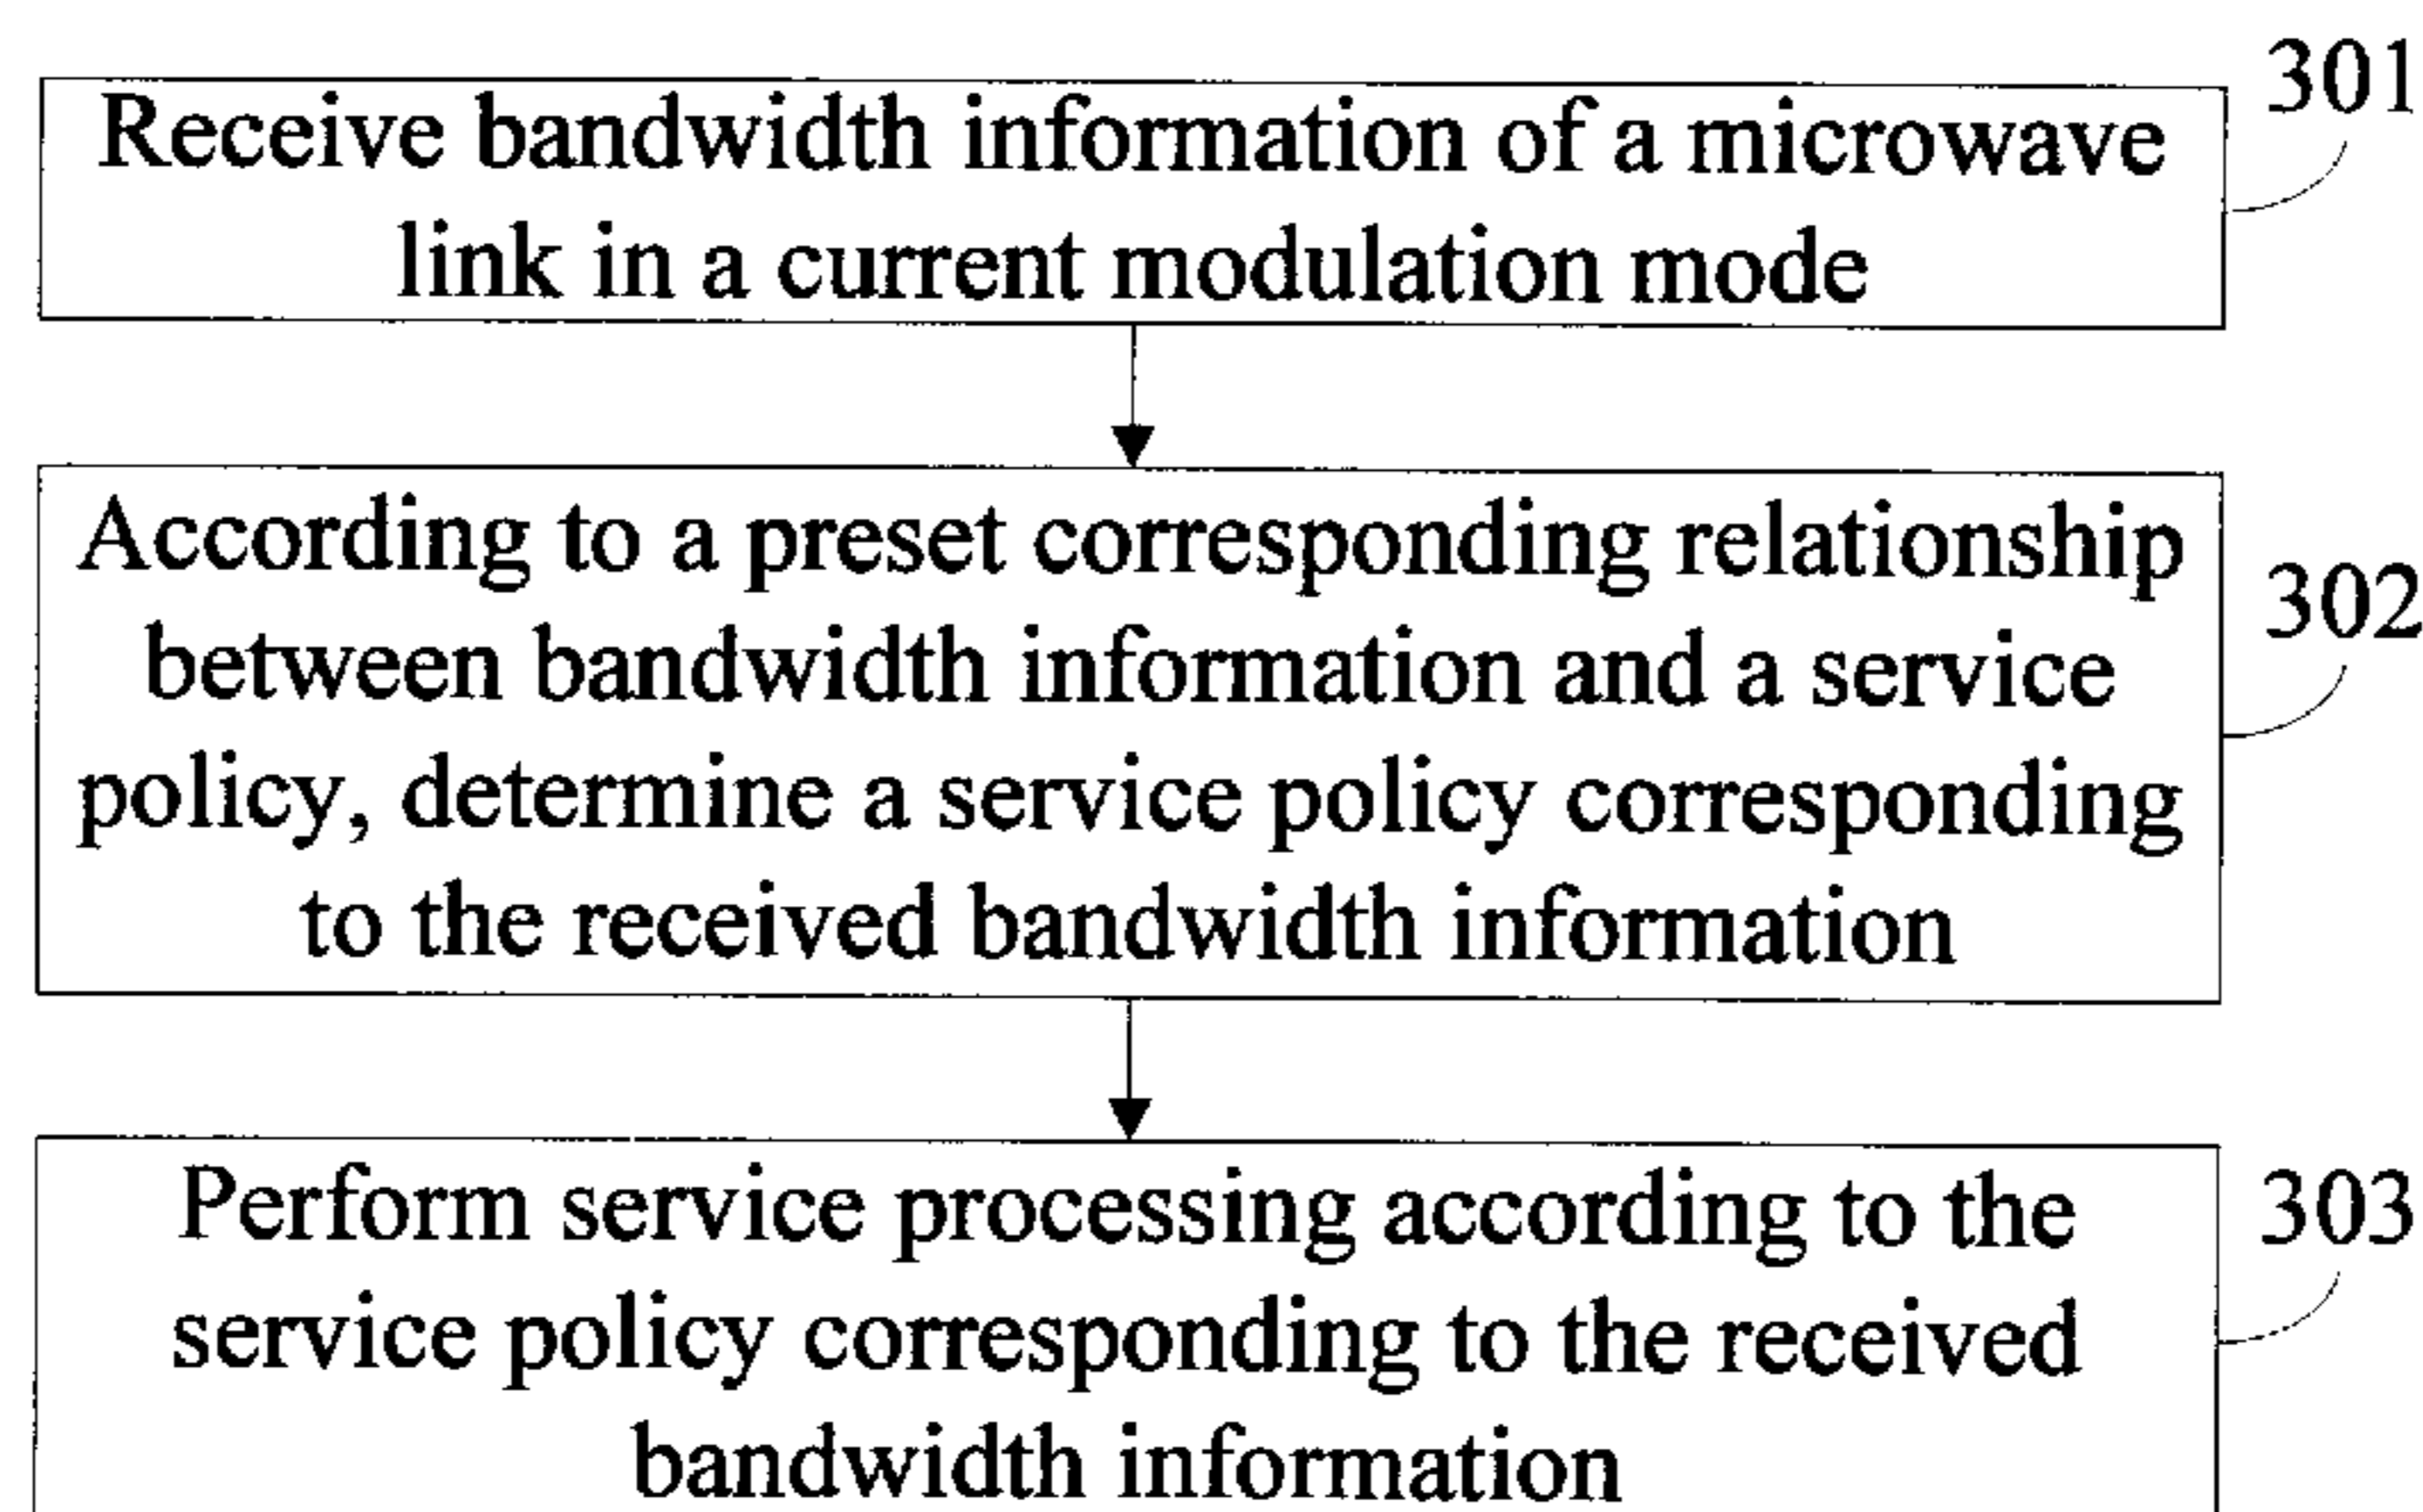 Receive bandwidth information of a microwave
link in a current modulation mode
301
According to a preset corresponding relationship
between bandwidth information and a service
policy, determine a service policy corresponding
to the received bandwidth information
302
Perform service processing according to the
service policy corresponding to the received
bandwidth information
303